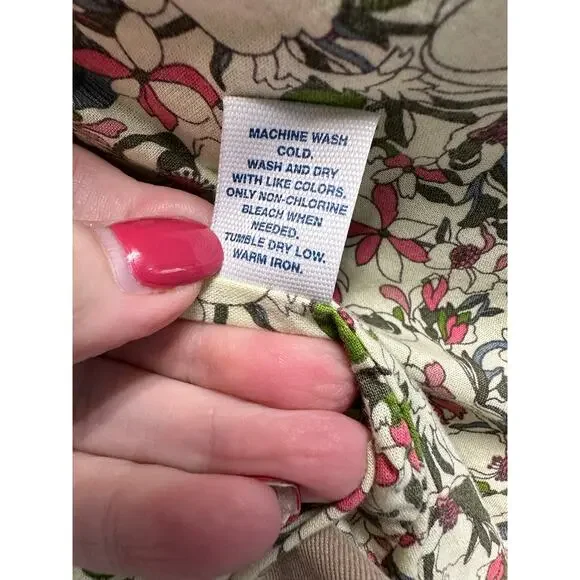 MACHINE WASH
COLD.
WASH AND DRY
WITH LIKE COLORS.
ONLY NON-CHLORINE
BLEACH WHEN
NEEDED.
TUMBLE DRY LOW.
WARM IRON.